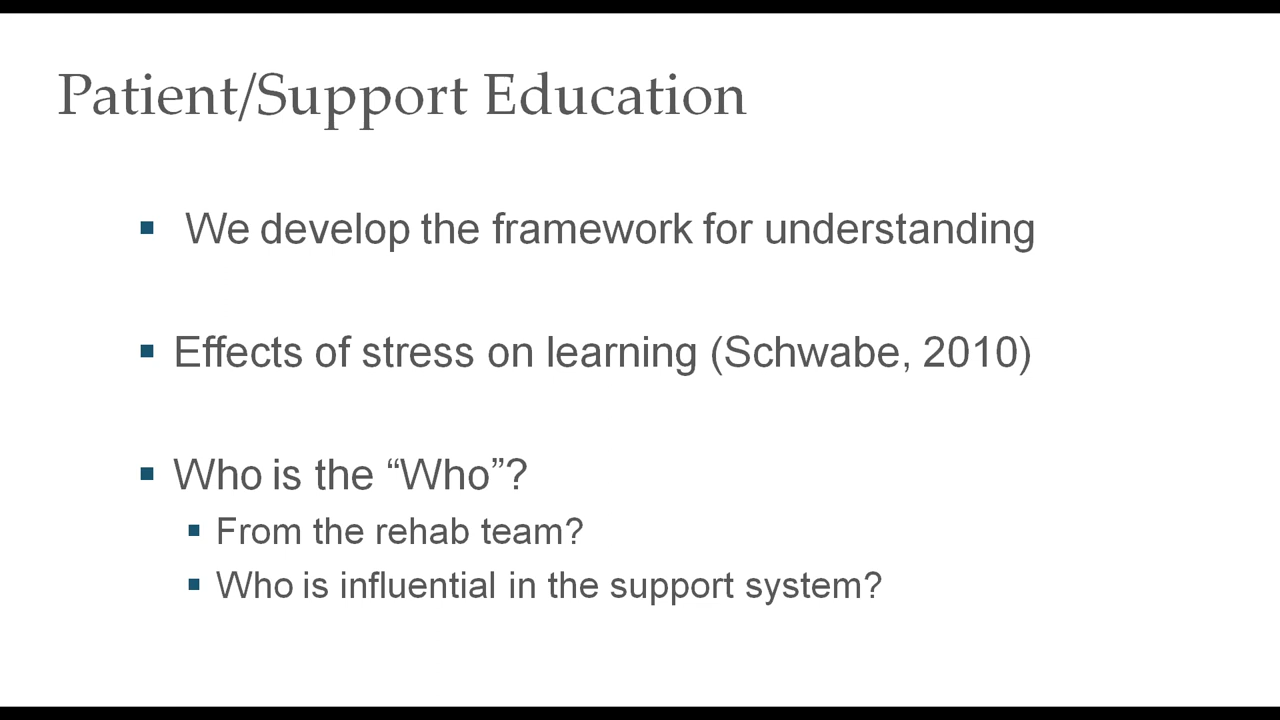 Patient/Support Education
▪ We develop the framework for understanding
▪ Effects of stress on learning (Schwabe, 2010)
▪ Who is the “Who”?
▪ From the rehab team?
▪ Who is influential in the support system?